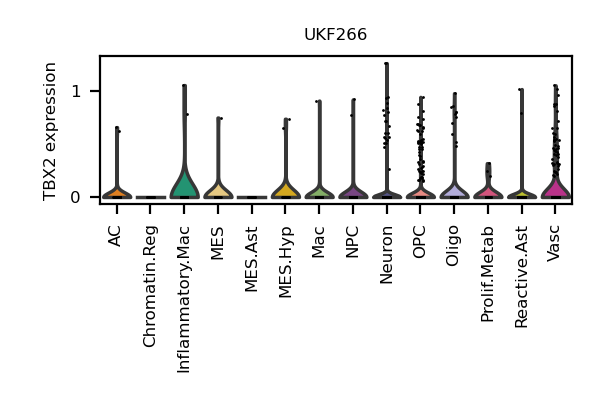 UKF266
TBX2 expression
1
0
AC
Chromatin.Reg
Inflammatory.Mac
MES
MES.Ast
MES.Hyp
Mac
NPC
Neuron
OPC
Oligo
Prolif.Metab
Reactive.Ast
Vasc